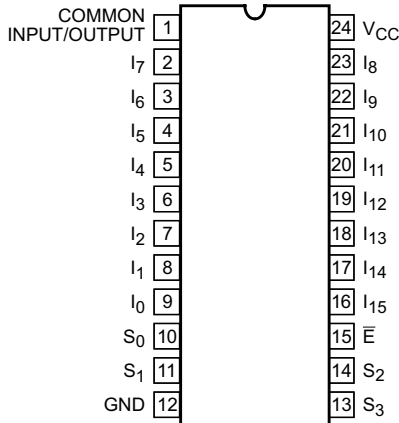 COMMON
INPUT/OUTPUT 1 24 V_CC
I_7 2 23 I_8
I_6 3 22 I_9
I_5 4 21 I_10
I_4 5 20 I_11
I_3 6 19 I_12
I_2 7 18 I_13
I_1 8 17 I_14
I_0 9 16 I_15
S_0 10 15 E̅
S_1 11 14 S_2
GND 12 13 S_3